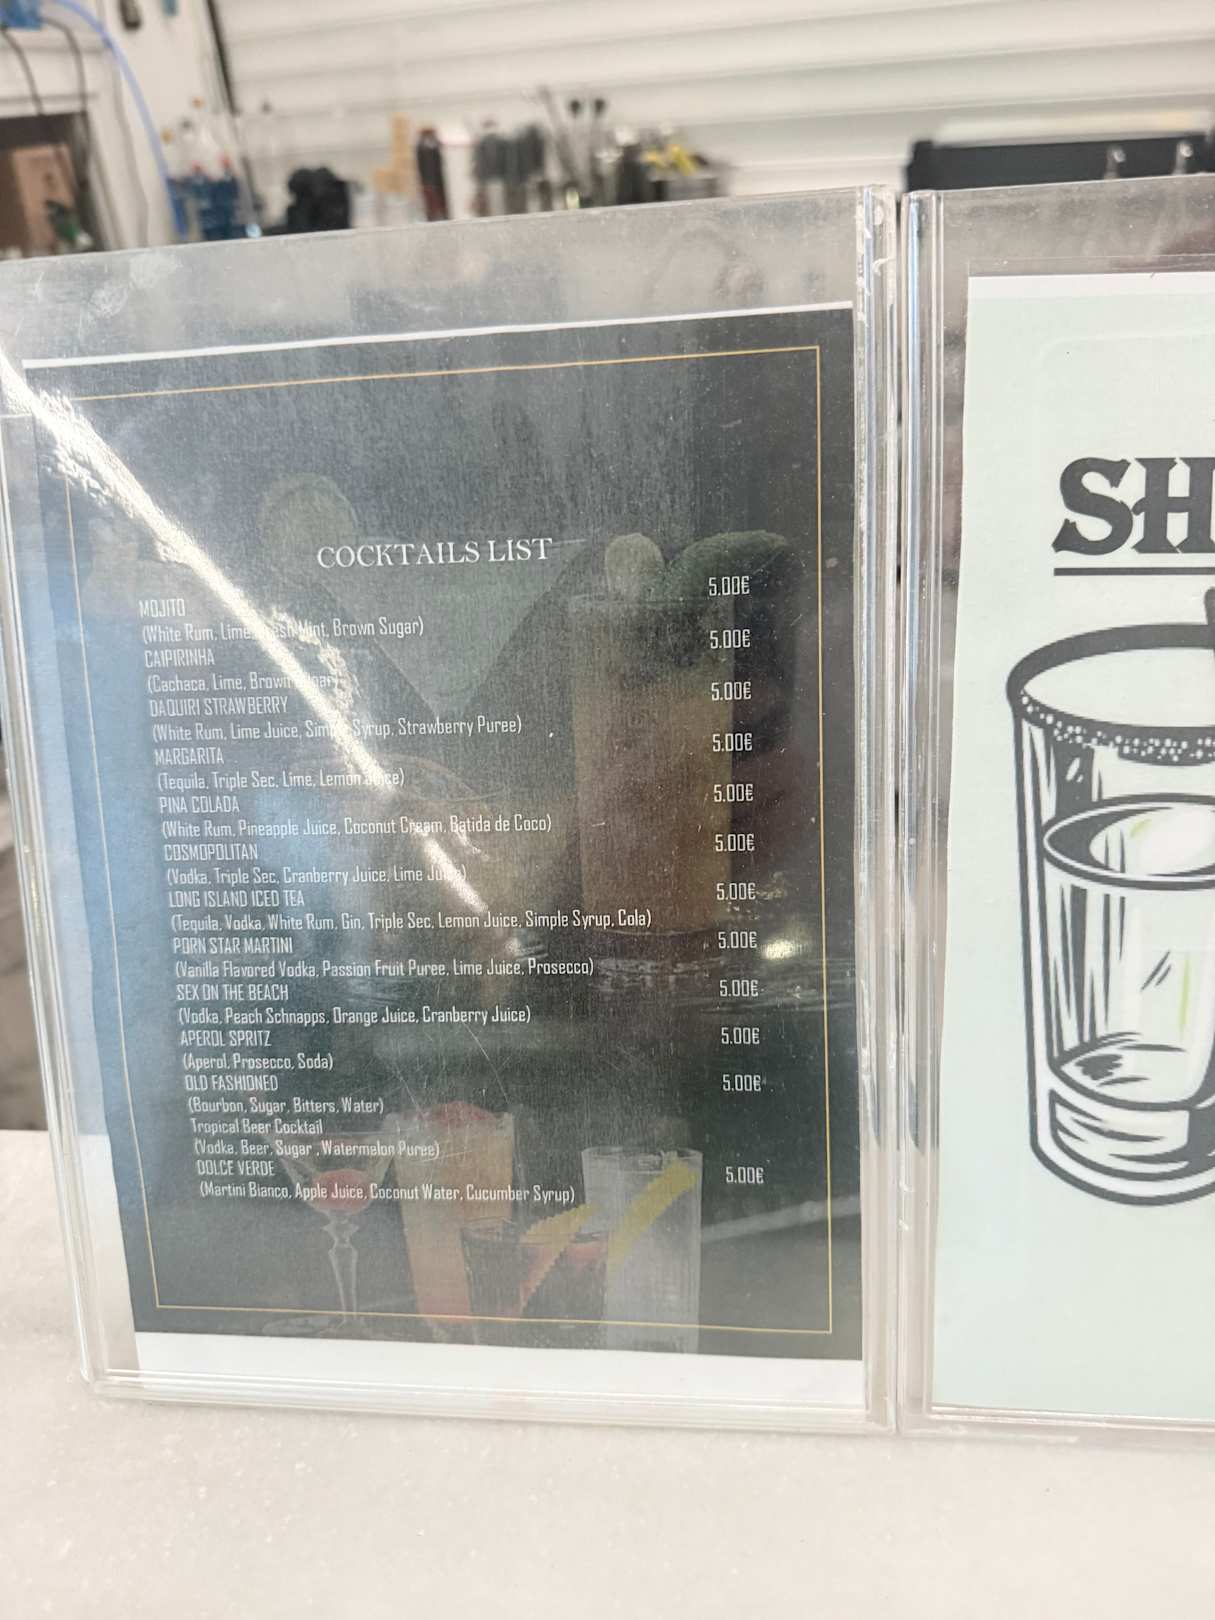 COCKTAILS LIST
MOJITO 5.00€
(White Rum, Lime, Fresh Mint, Brown Sugar)
CAIPIRINHA 5.00€
(Cachaca, Lime, Brown Sugar)
DAQUIRI STRAWBERRY 5.00€
(White Rum, Lime Juice, Simple Syrup, Strawberry Puree)
MARGARITA 5.00€
(Tequila, Triple Sec, Lime, Lemon Juice)
PINA COLADA 5.00€
(White Rum, Pineapple Juice, Coconut Cream, Batida de Coco)
COSMOPOLITAN 5.00€
(Vodka, Triple Sec, Cranberry Juice, Lime Juice)
LONG ISLAND ICED TEA 5.00€
(Tequila, Vodka, White Rum, Gin, Triple Sec, Lemon Juice, Simple Syrup, Cola)
PORN STAR MARTINI 5.00€
(Vanilla Flavored Vodka, Passion Fruit Puree, Lime Juice, Prosecco)
SEX ON THE BEACH 5.00€
(Vodka, Peach Schnapps, Orange Juice, Cranberry Juice)
APEROL SPRITZ 5.00€
(Aperol, Prosecco, Soda)
OLD FASHIONED 5.00€
(Bourbon, Sugar, Bitters, Water)
Tropical Beer Cocktail
(Vodka, Beer, Sugar , Watermelon Puree)
DOLCE VERDE 5.00€
(Martini Bianco, Apple Juice, Coconut Water, Cucumber Syrup)
SH